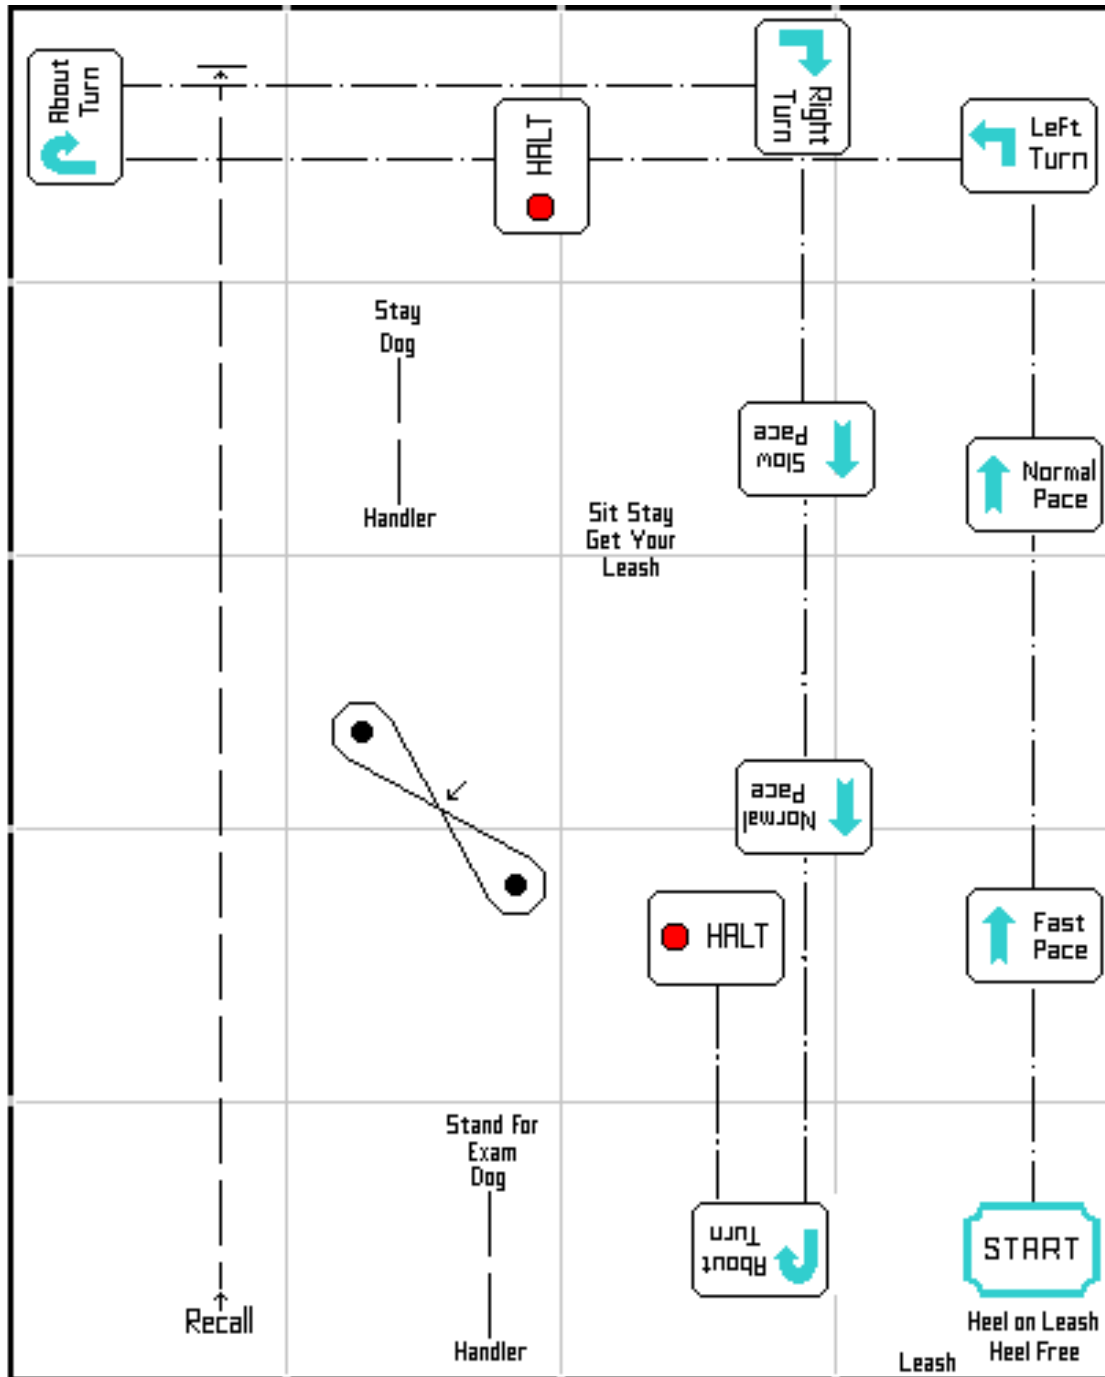 About
Turn
Right
Turn
HALT
LeFt
Turn
Stay
Dog
Handler
Slow
Pace
Normal
Pace
Sit Stay
Get Your
Leash
Normal
Pace
HALT
Fast
Pace
Stand For
Exam
Dog
Handler
About
Turn
START
Heel on Leash
Heel Free
Leash
Recall